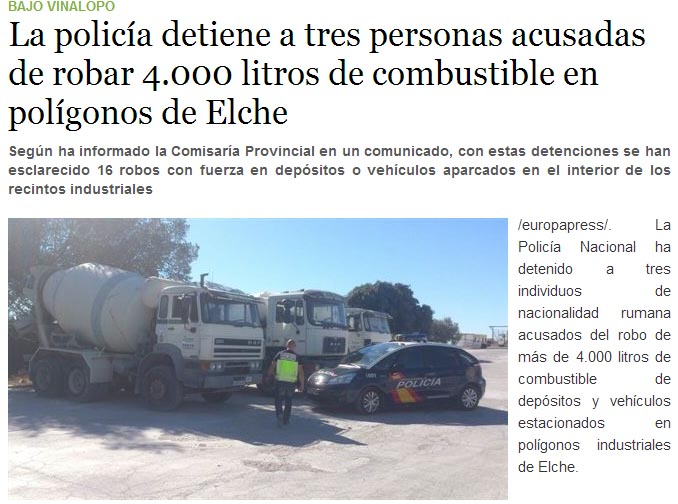 BAJO VINALOPO
La policía detiene a tres personas acusadas
de robar 4.000 litros de combustible en
polígonos de Elche
Según ha informado la Comisaría Provincial en un comunicado, con estas detenciones se han
esclarecido 16 robos con fuerza en depósitos o vehículos aparcados en el interior de los
recintos industriales
/europapress/. La
Policía Nacional ha
detenido a tres
individuos de
nacionalidad rumana
acusados del robo de
más de 4.000 litros de
combustible de
depósitos y vehículos
estacionados en
polígonos industriales
de Elche.
POLICÍA